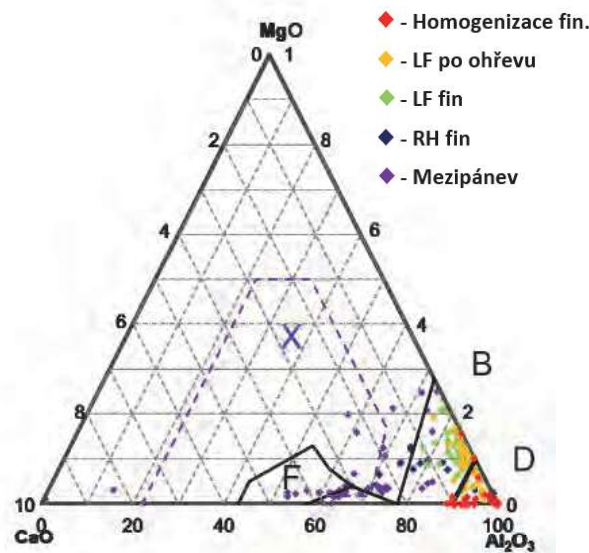 MgO
0 1
- Homogenizace fin.
- LF po ohřevu
- LF fin
- RH fin
- Mezipánev
2 8
4 6
X
6 4
B
8 2
F
D
10 0
0 20 40 60 80 100
CaO Al₂O₃